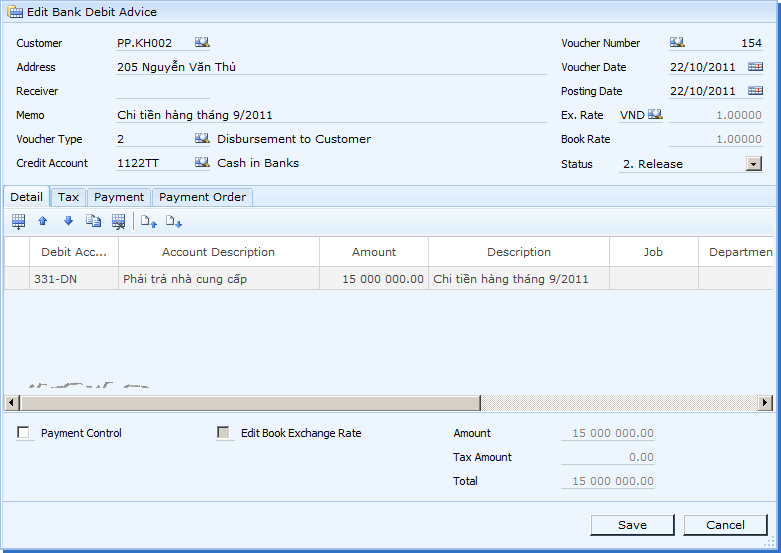 Edit Bank Debit Advice
Customer PP.KH002 Voucher Number 154
Address 205 Nguyễn Văn Thủ Voucher Date 22/10/2011
Receiver Posting Date 22/10/2011
Memo Chi tiền hàng tháng 9/2011 Ex. Rate VND 1.00000
Voucher Type 2 Disbursement to Customer Book Rate 1.00000
Credit Account 1122TT Cash in Banks Status 2. Release
Detail Tax Payment Payment Order
Debit Acc... Account Description Amount Description Job Departmen
331-DN Phải trả nhà cung cấp 15 000 000.00 Chi tiền hàng tháng 9/2011
Payment Control Edit Book Exchange Rate Amount 15 000 000.00
Tax Amount 0.00
Total 15 000 000.00
Save Cancel